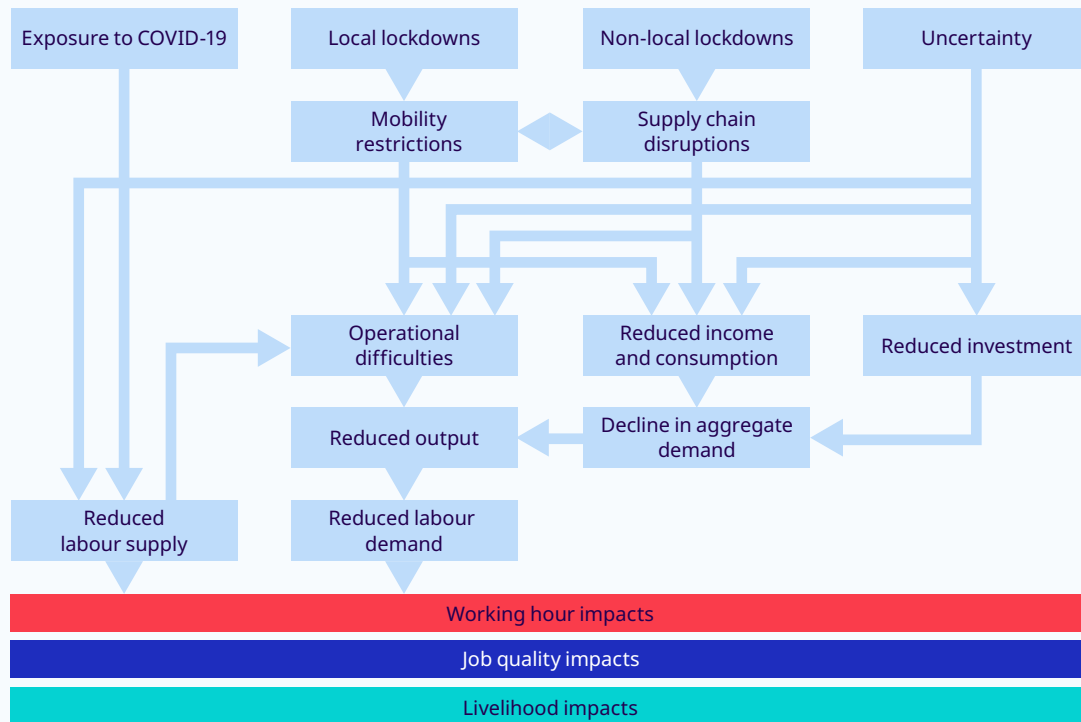 Exposure to COVID-19
Local lockdowns
Non-local lockdowns
Uncertainty
Mobility
restrictions
Supply chain
disruptions
Operational
difficulties
Reduced income
and consumption
Reduced investment
Reduced output
Decline in aggregate
demand
Reduced
labour supply
Reduced labour
demand
Working hour impacts
Job quality impacts
Livelihood impacts